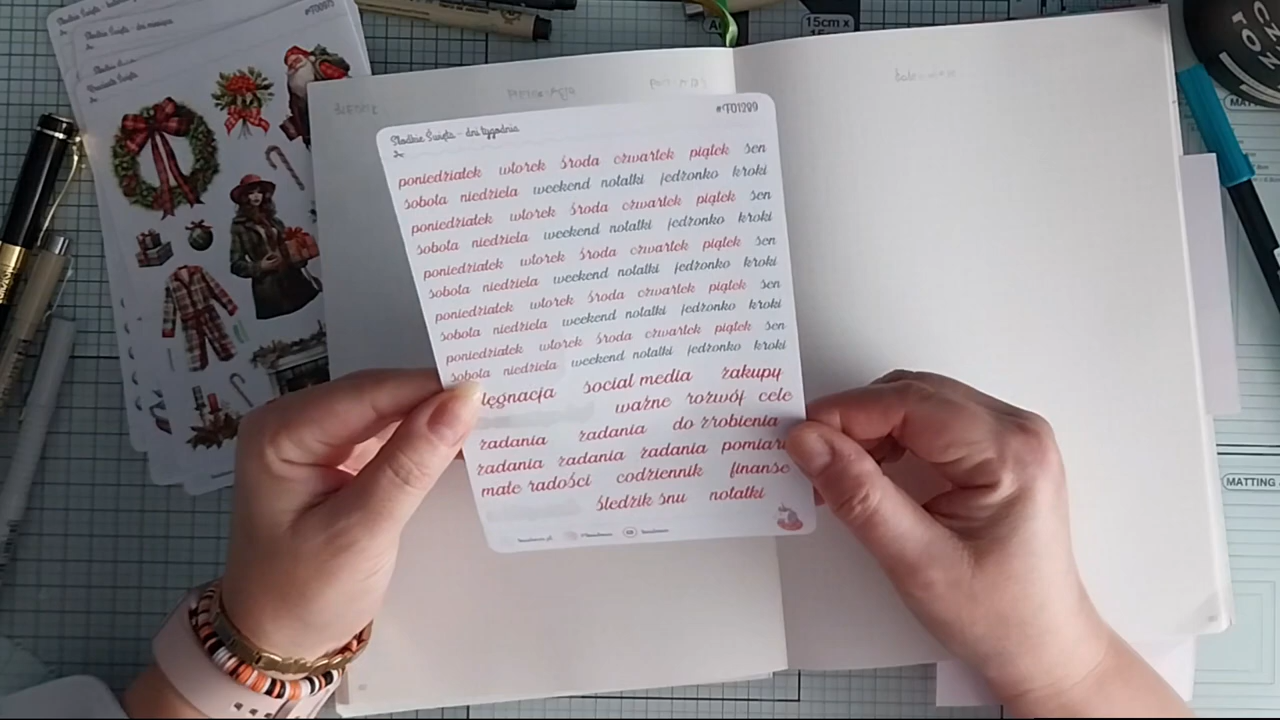 15cm x
#T01389
Słodkie Święta - dni tygodnia
poniedziałek wtorek środa czwartek piątek sen
sobota niedziela weekend notatki jedzonko kroki
poniedziałek wtorek środa czwartek piątek sen
sobota niedziela weekend notatki jedzonko kroki
poniedziałek wtorek środa czwartek piątek sen
sobota niedziela weekend notatki jedzonko kroki
poniedziałek wtorek środa czwartek piątek sen
sobota niedziela weekend notatki jedzonko kroki
poniedziałek wtorek środa czwartek piątek sen
sobota niedziela weekend notatki jedzonko kroki
lęgnacja social media zakupy
ważne rozwój cele
zadania zadania do zrobienia
zadania zadania zadania pomiar
małe radości codziennik finanse
śledzik snu notatki
MATTING